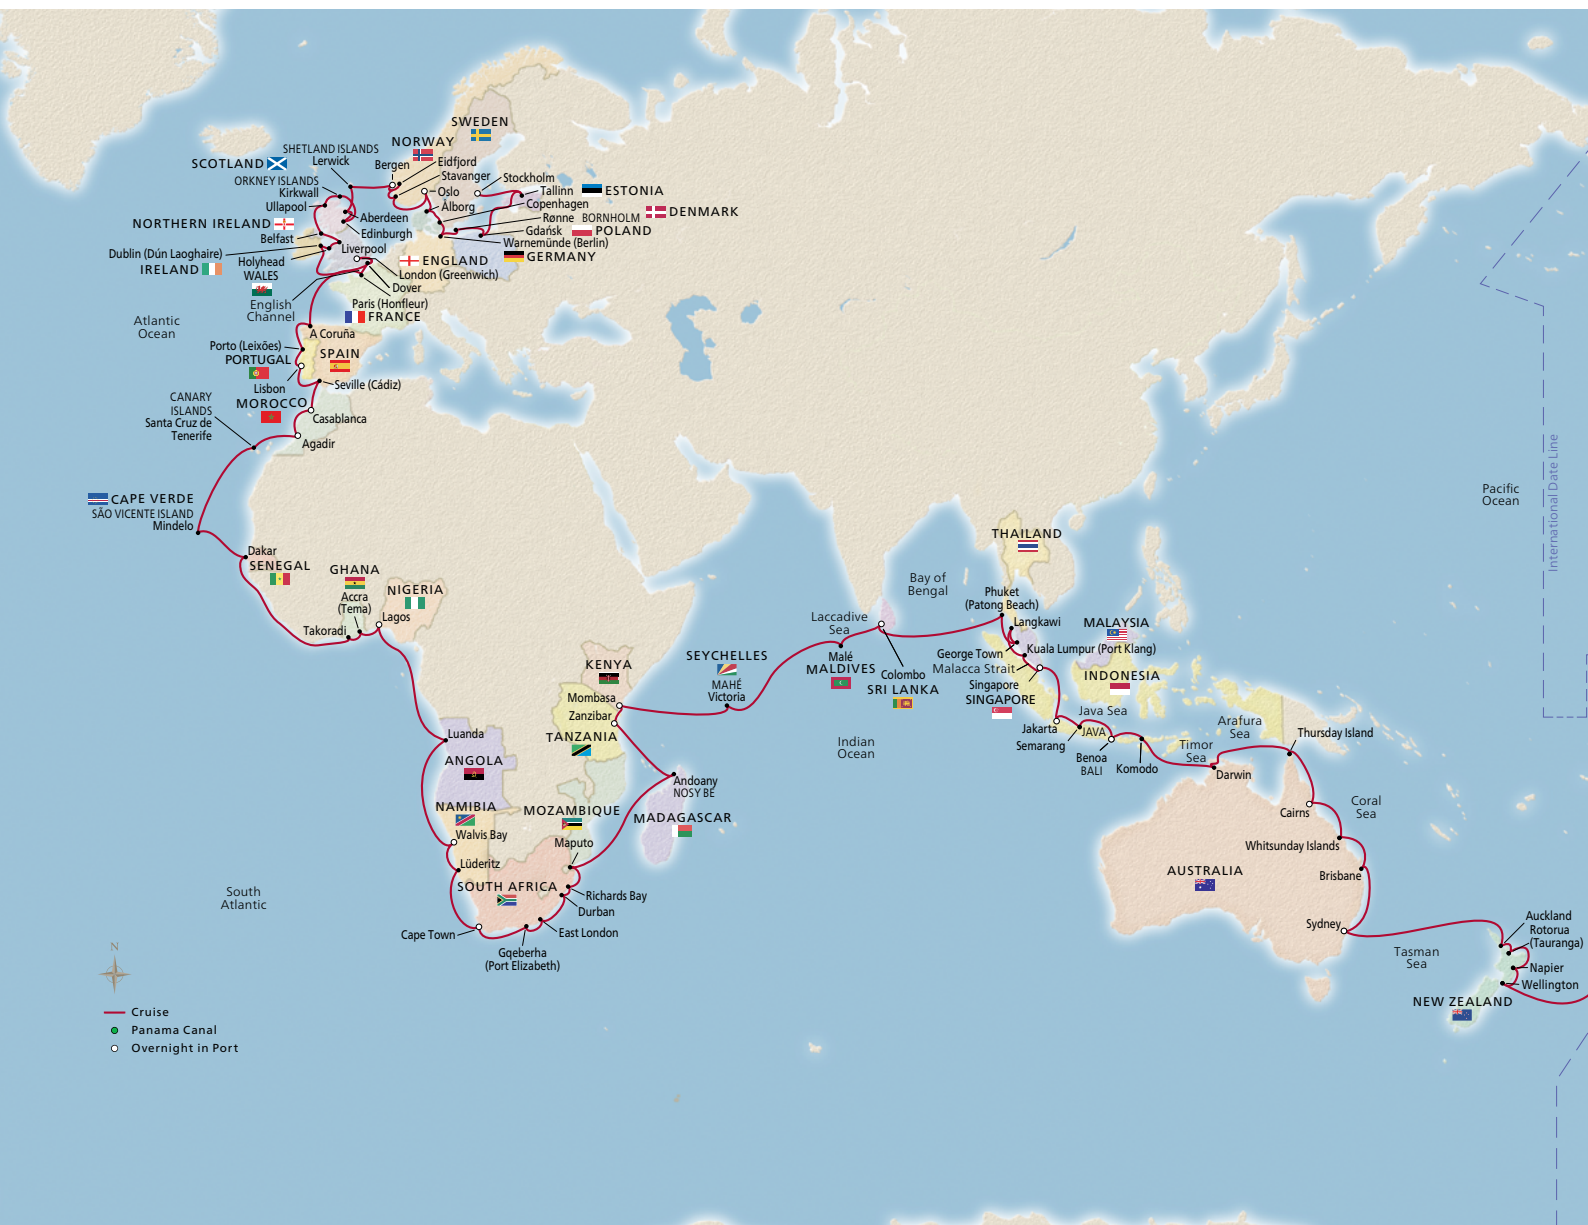 SWEDEN
NORWAY
SHETLAND ISLANDS
Lerwick
SCOTLAND
Bergen
Eidfjord
Stavanger
Stockholm
ORKNEY ISLANDS
Kirkwall
Oslo
Tallinn
ESTONIA
Ullapool
Ålborg
Copenhagen
Aberdeen
Rønne
BORNHOLM
DENMARK
NORTHERN IRELAND
Edinburgh
Gdańsk
POLAND
Belfast
Warnemünde (Berlin)
Liverpool
Dublin (Dún Laoghaire)
GERMANY
Holyhead
ENGLAND
IRELAND
WALES
London (Greenwich)
Dover
English
Channel
Paris (Honfleur)
FRANCE
Atlantic
Ocean
A Coruña
Porto (Leixões)
PORTUGAL
SPAIN
Lisbon
Seville (Cádiz)
CANARY
ISLANDS
Santa Cruz de
Tenerife
MOROCCO
Casablanca
Agadir
CAPE VERDE
SÃO VICENTE ISLAND
Mindelo
Dakar
SENEGAL
GHANA
Accra
(Tema)
NIGERIA
Lagos
Takoradi
International Date Line
Pacific
Ocean
THAILAND
Bay of
Bengal
Phuket
(Patong Beach)
Langkawi
Laccadive
Sea
MALAYSIA
George Town
Kuala Lumpur (Port Klang)
Malacca Strait
Malé
MALDIVES
Colombo
SRI LANKA
Singapore
SINGAPORE
INDONESIA
KENYA
SEYCHELLES
MAHÉ
Victoria
Mombasa
Zanzibar
TANZANIA
Java Sea
Jakarta
Semarang
JAVA
Arafura
Sea
Indian
Ocean
Timor
Sea
Thursday Island
Benoa
BALI
Komodo
Darwin
Luanda
ANGOLA
Andoany
NOSY BE
NAMIBIA
MOZAMBIQUE
MADAGASCAR
Cairns
Coral
Sea
Walvis Bay
Maputo
Whitsunday Islands
Lüderitz
AUSTRALIA
Brisbane
SOUTH AFRICA
Richards Bay
South
Atlantic
Durban
Cape Town
East London
Gqeberha
(Port Elizabeth)
Sydney
Auckland
Rotorua
(Tauranga)
Tasman
Sea
Napier
Wellington
NEW ZEALAND
N
Cruise
Panama Canal
Overnight in Port